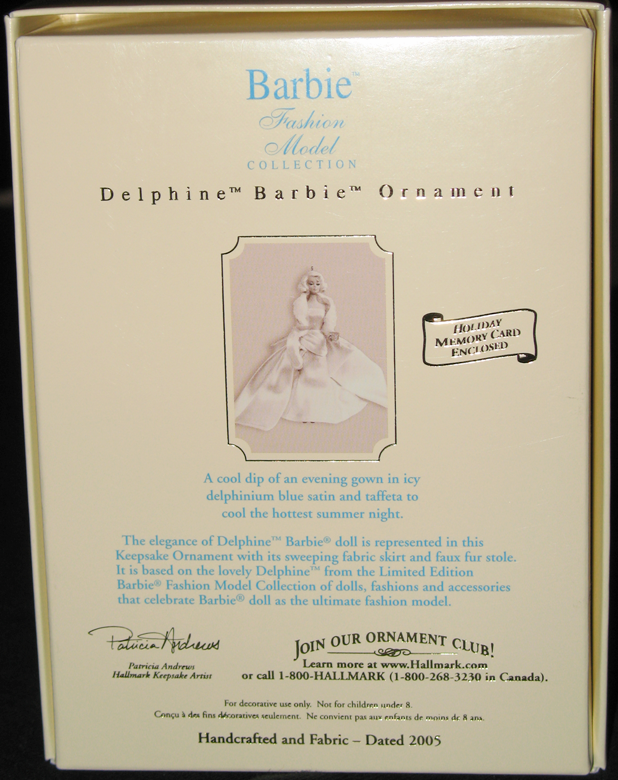 Barbie™
Fashion
Model
COLLECTION
Delphine™ Barbie™ Ornament
HOLIDAY
MEMORY CARD
ENCLOSED
A cool dip of an evening gown in icy
delphinium blue satin and taffeta to
cool the hottest summer night.
The elegance of Delphine™ Barbie® doll is represented in this
Keepsake Ornament with its sweeping fabric skirt and faux fur stole.
It is based on the lovely Delphine™ from the Limited Edition
Barbie® Fashion Model Collection of dolls, fashions and accessories
that celebrate Barbie® doll as the ultimate fashion model.
Patricia Andrews
Patricia Andrews
Hallmark Keepsake Artist
JOIN OUR ORNAMENT CLUB!
Learn more at www.Hallmark.com
or call 1-800-HALLMARK (1-800-268-3230 in Canada).
For decorative use only. Not for children under 8.
Conçu à des fins décoratives seulement. Ne convient pas aux enfants de moins de 8 ans.
Handcrafted and Fabric – Dated 2005